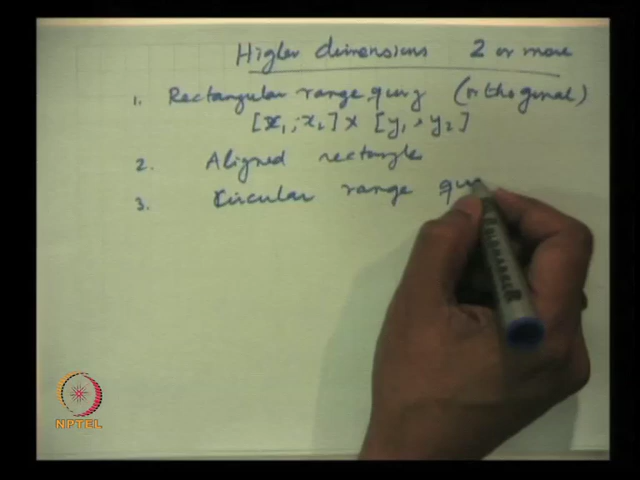 Higher dimensions 2 or more
1. Rectangular range query (orthogonal)
[x1, x2] x [y1, y2]
2. Aligned rectangle
3. Circular range que
NPTEL